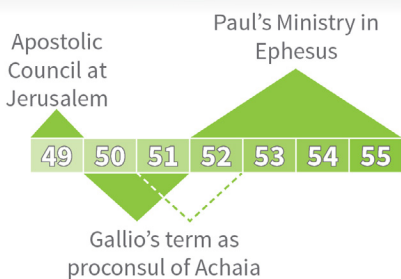 Apostolic
Council at
Jerusalem
Paul’s Ministry in
Ephesus
49 50 51 52 53 54 55
Gallio’s term as
proconsul of Achaia